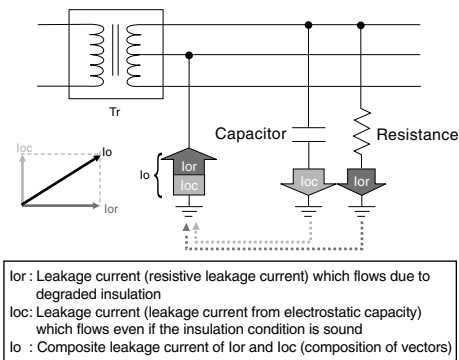 Tr
Capacitor
Resistance
Ioc
Io
Ior
Io
Ior
Ioc
Ioc
Ior
Ior : Leakage current (resistive leakage current) which flows due to
degraded insulation
Ioc: Leakage current (leakage current from electrostatic capacity)
which flows even if the insulation condition is sound
Io : Composite leakage current of Ior and Ioc (composition of vectors)